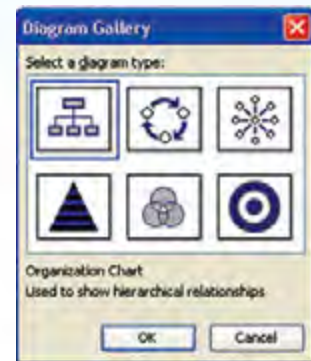 Diagram Gallery
Select a diagram type:
Organization Chart
Used to show hierarchical relationships
OK
Cancel